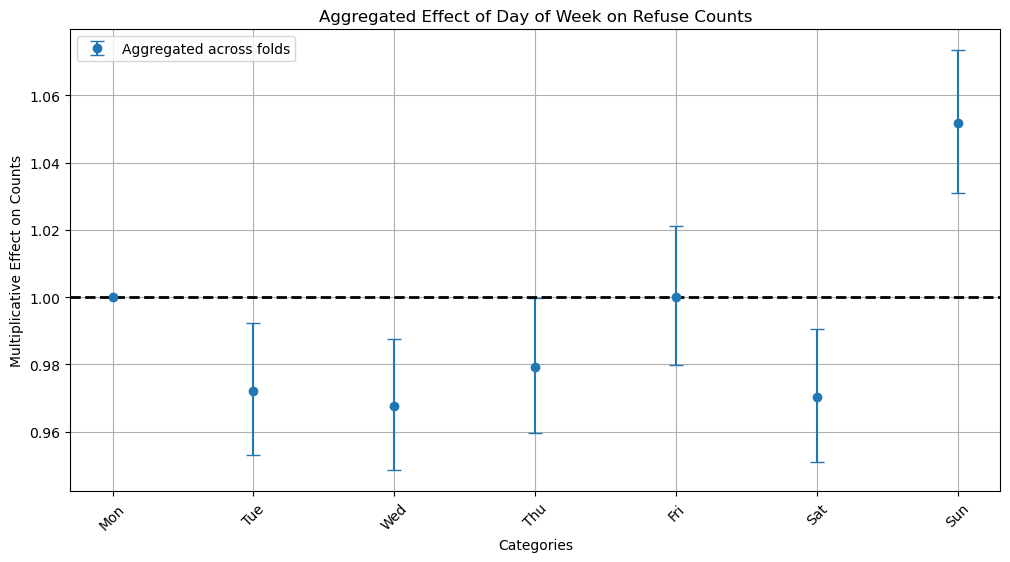 Aggregated Effect of Day of Week on Refuse Counts
Aggregated across folds
Multiplicative Effect on Counts
1.06
1.04
1.02
1.00
0.98
0.96
Mon
Tue
Wed
Thu
Fri
Sat
Sun
Categories